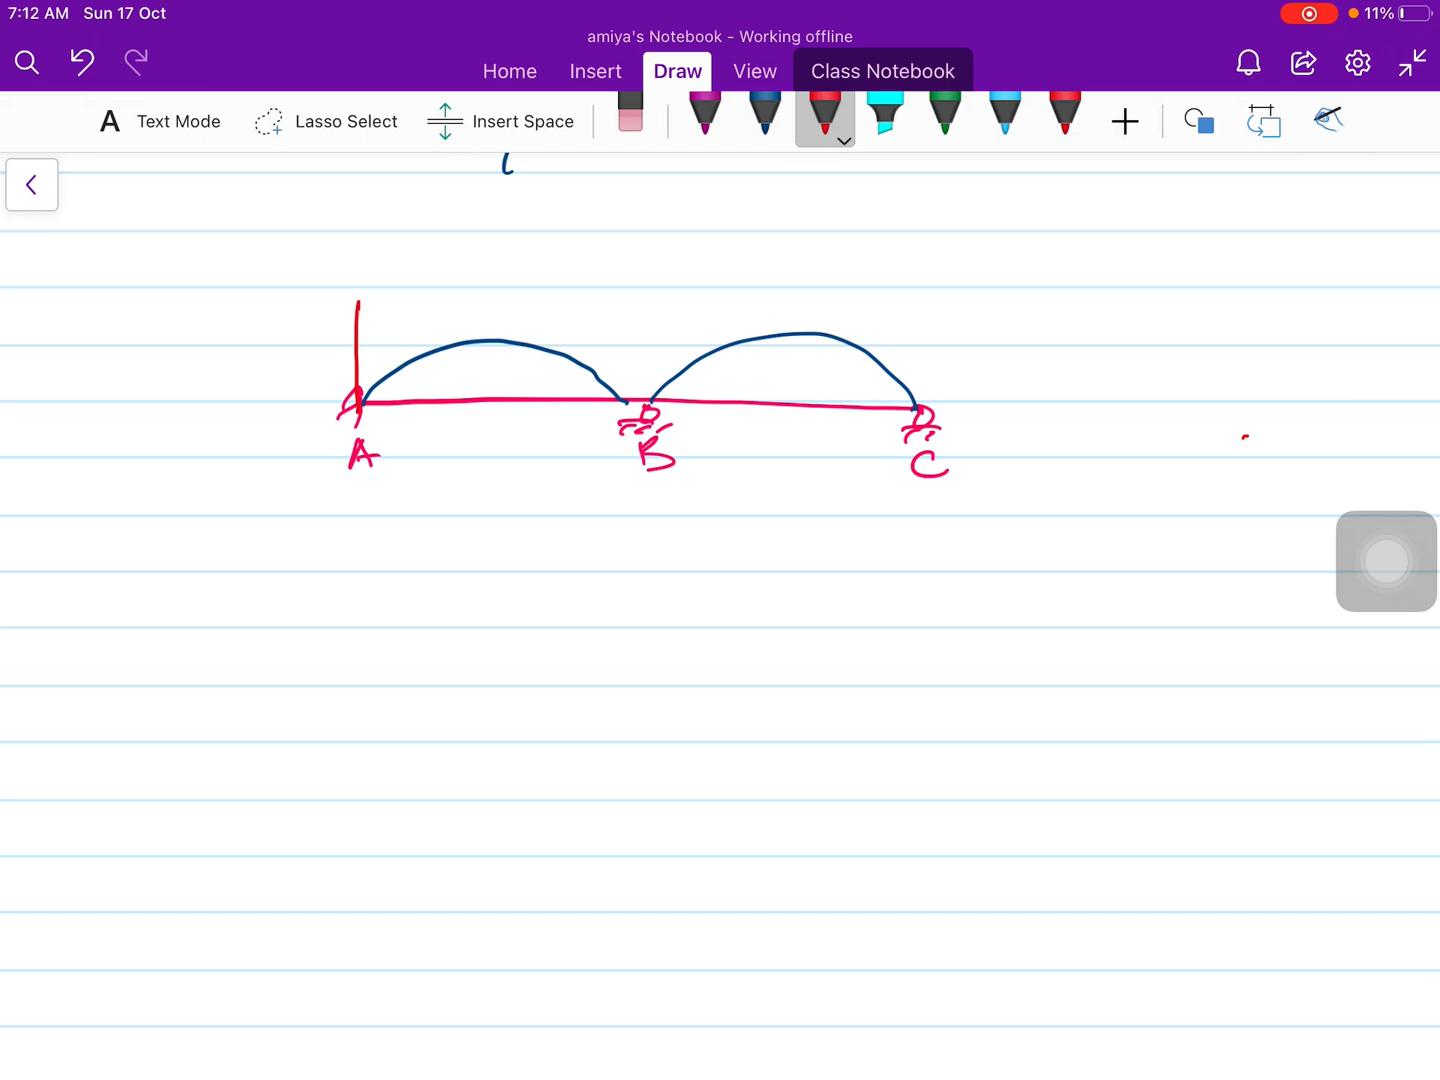 7:12 AM Sun 17 Oct
11%
amiya's Notebook - Working offline
Home Insert Draw View Class Notebook
A Text Mode Lasso Select Insert Space
A B C